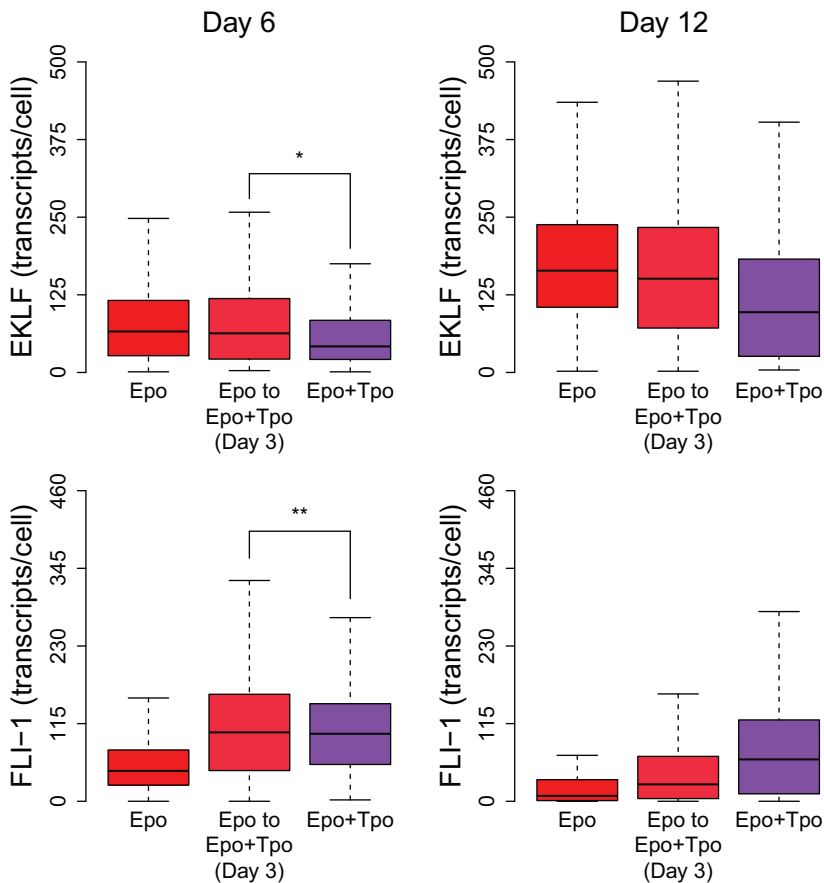 Day 6
Day 12
EKLF (transcripts/cell)
500
375
250
125
0
*
Epo
Epo to
Epo+Tpo
(Day 3)
Epo+Tpo
EKLF (transcripts/cell)
500
375
250
125
0
Epo
Epo to
Epo+Tpo
(Day 3)
Epo+Tpo
FLI−1 (transcripts/cell)
460
345
230
115
0
**
Epo
Epo to
Epo+Tpo
(Day 3)
Epo+Tpo
FLI−1 (transcripts/cell)
460
345
230
115
0
Epo
Epo to
Epo+Tpo
(Day 3)
Epo+Tpo